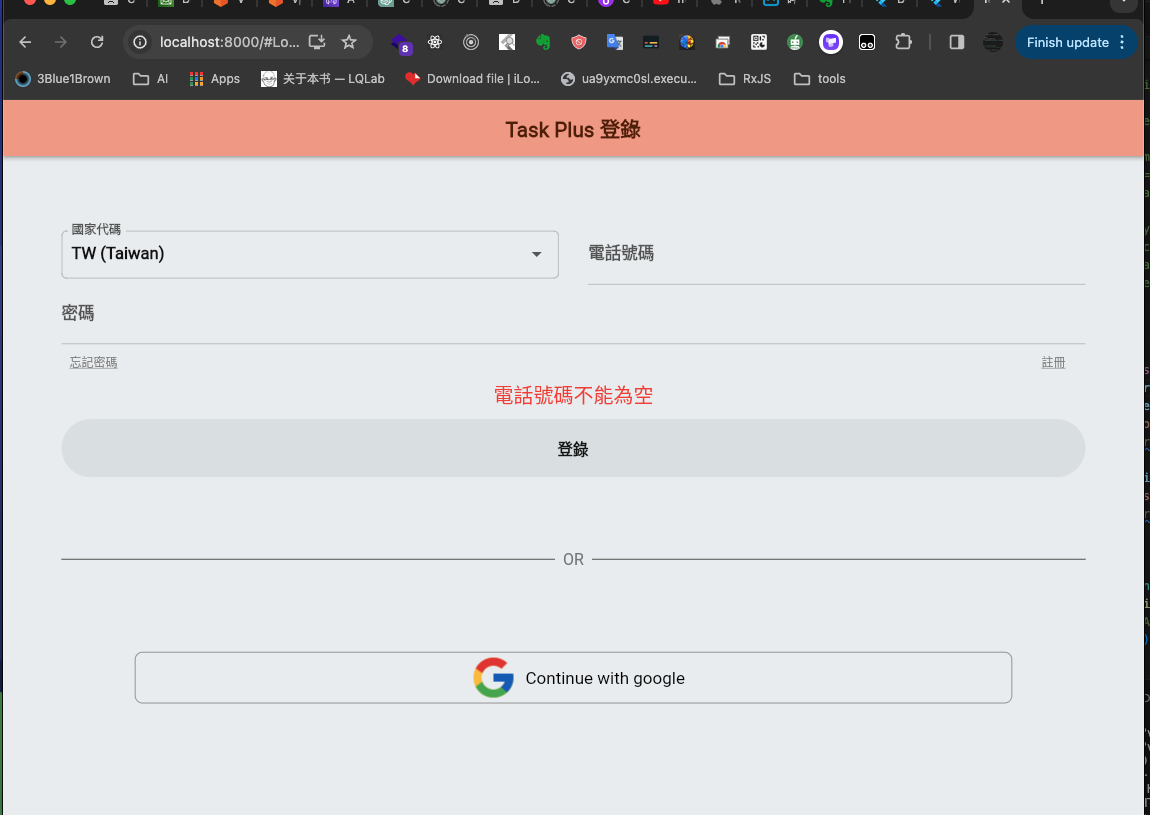 localhost:8000/#Lo...
8
Finish update
3Blue1Brown
AI
Apps
关于本书 — LQLab
Download file | iLo...
ua9yxmc0sl.execu...
RxJS
tools
Task Plus 登錄
國家代碼
TW (Taiwan)
電話號碼
密碼
忘記密碼
註冊
電話號碼不能為空
登錄
OR
Continue with google